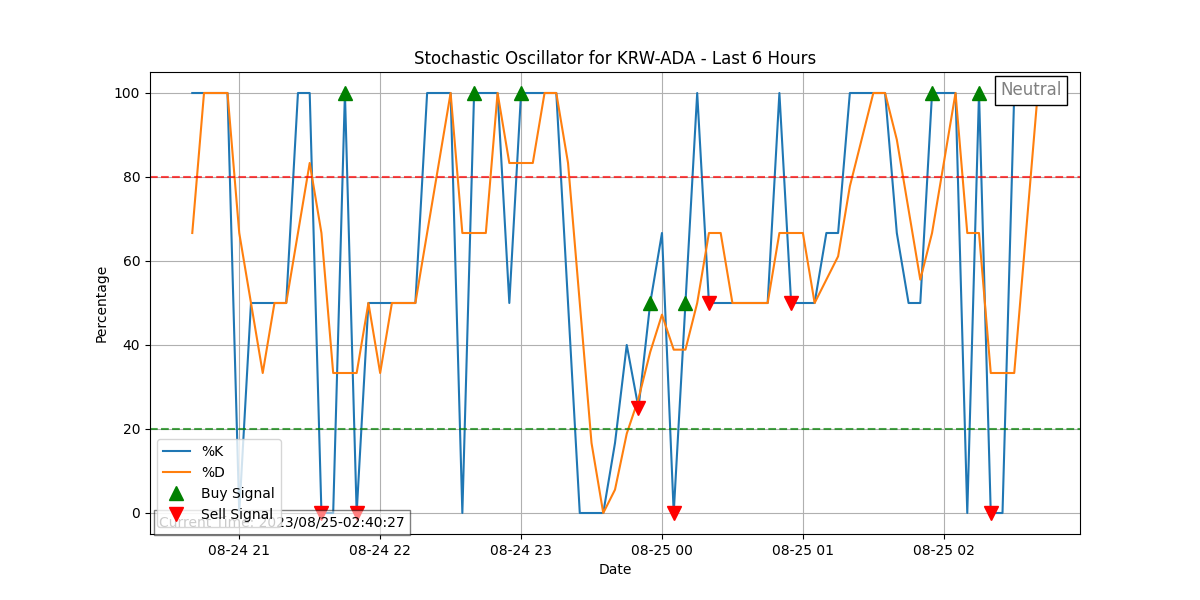 Stochastic Oscillator for KRW-ADA - Last 6 Hours
Neutral
Percentage
100
80
60
40
20
0
%K
%D
Buy Signal
Sell Signal
Current Time: 2023/08/25-02:40:27
08-24 21
08-24 22
08-24 23
08-25 00
08-25 01
08-25 02
Date